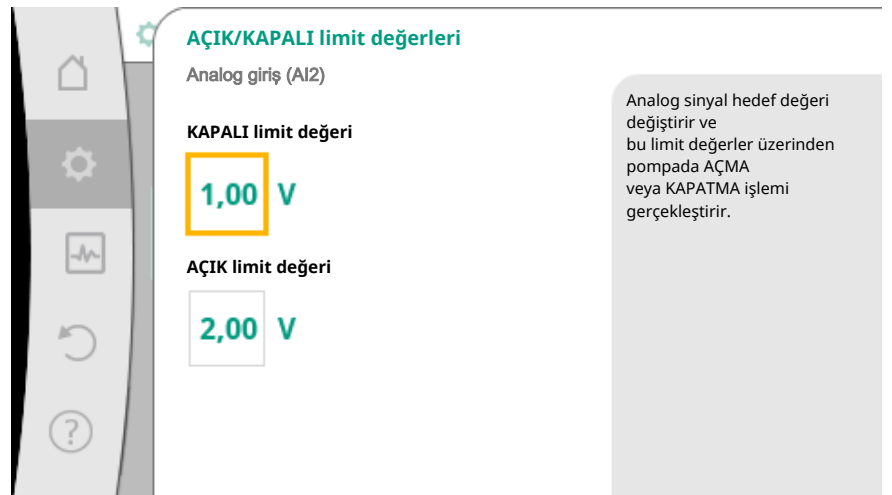 AÇIK/KAPALI limit değerleri
Analog giriş (AI2)
KAPALI limit değeri
1,00 V
AÇIK limit değeri
2,00 V
Analog sinyal hedef değeri
değiştirir ve
bu limit değerler üzerinden
pompada AÇMA
veya KAPATMA işlemi
gerçekleştirir.
?